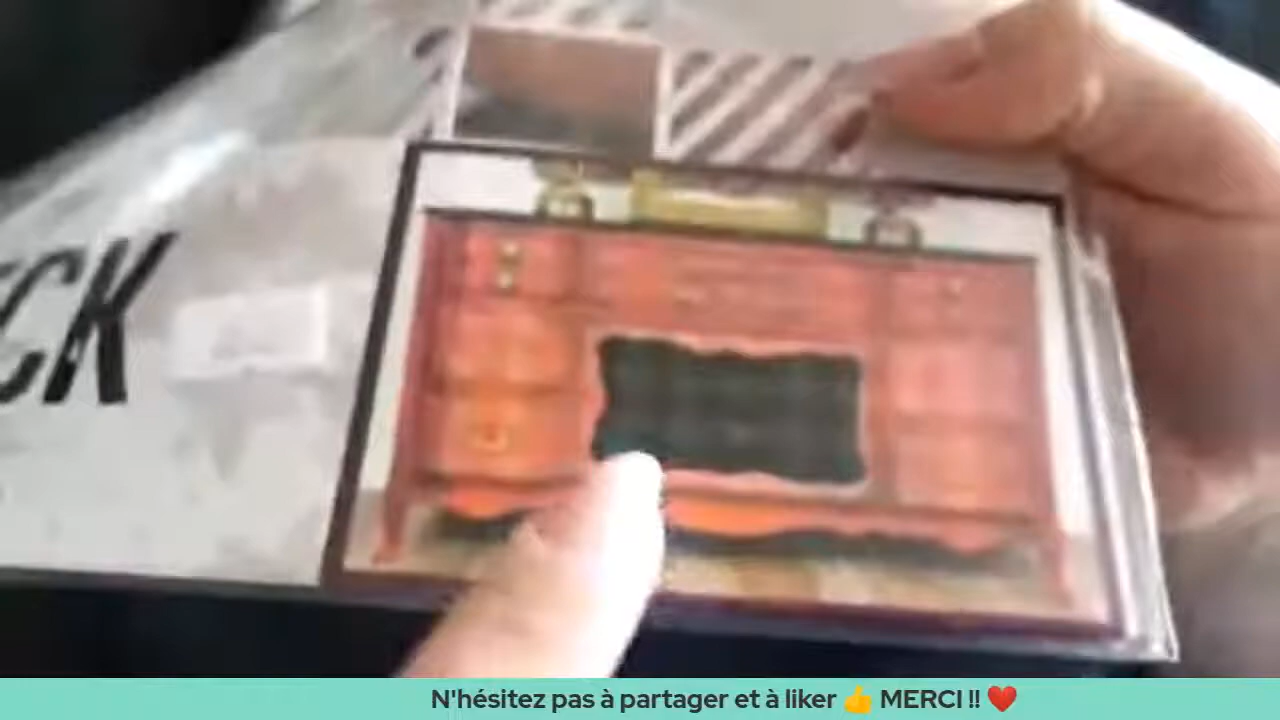 CK
N'hésitez pas à partager et à liker 👍 MERCI !! ❤️